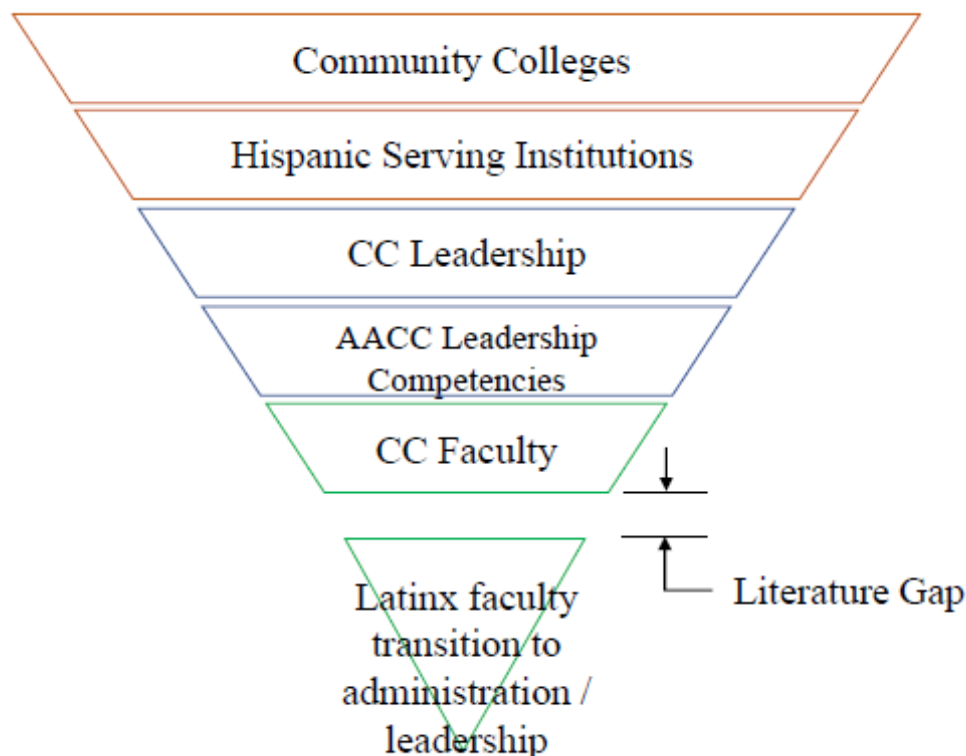 Community Colleges
Hispanic Serving Institutions
CC Leadership
AACC Leadership
Competencies
CC Faculty
Literature Gap
Latinx faculty
transition to
administration /
leadership